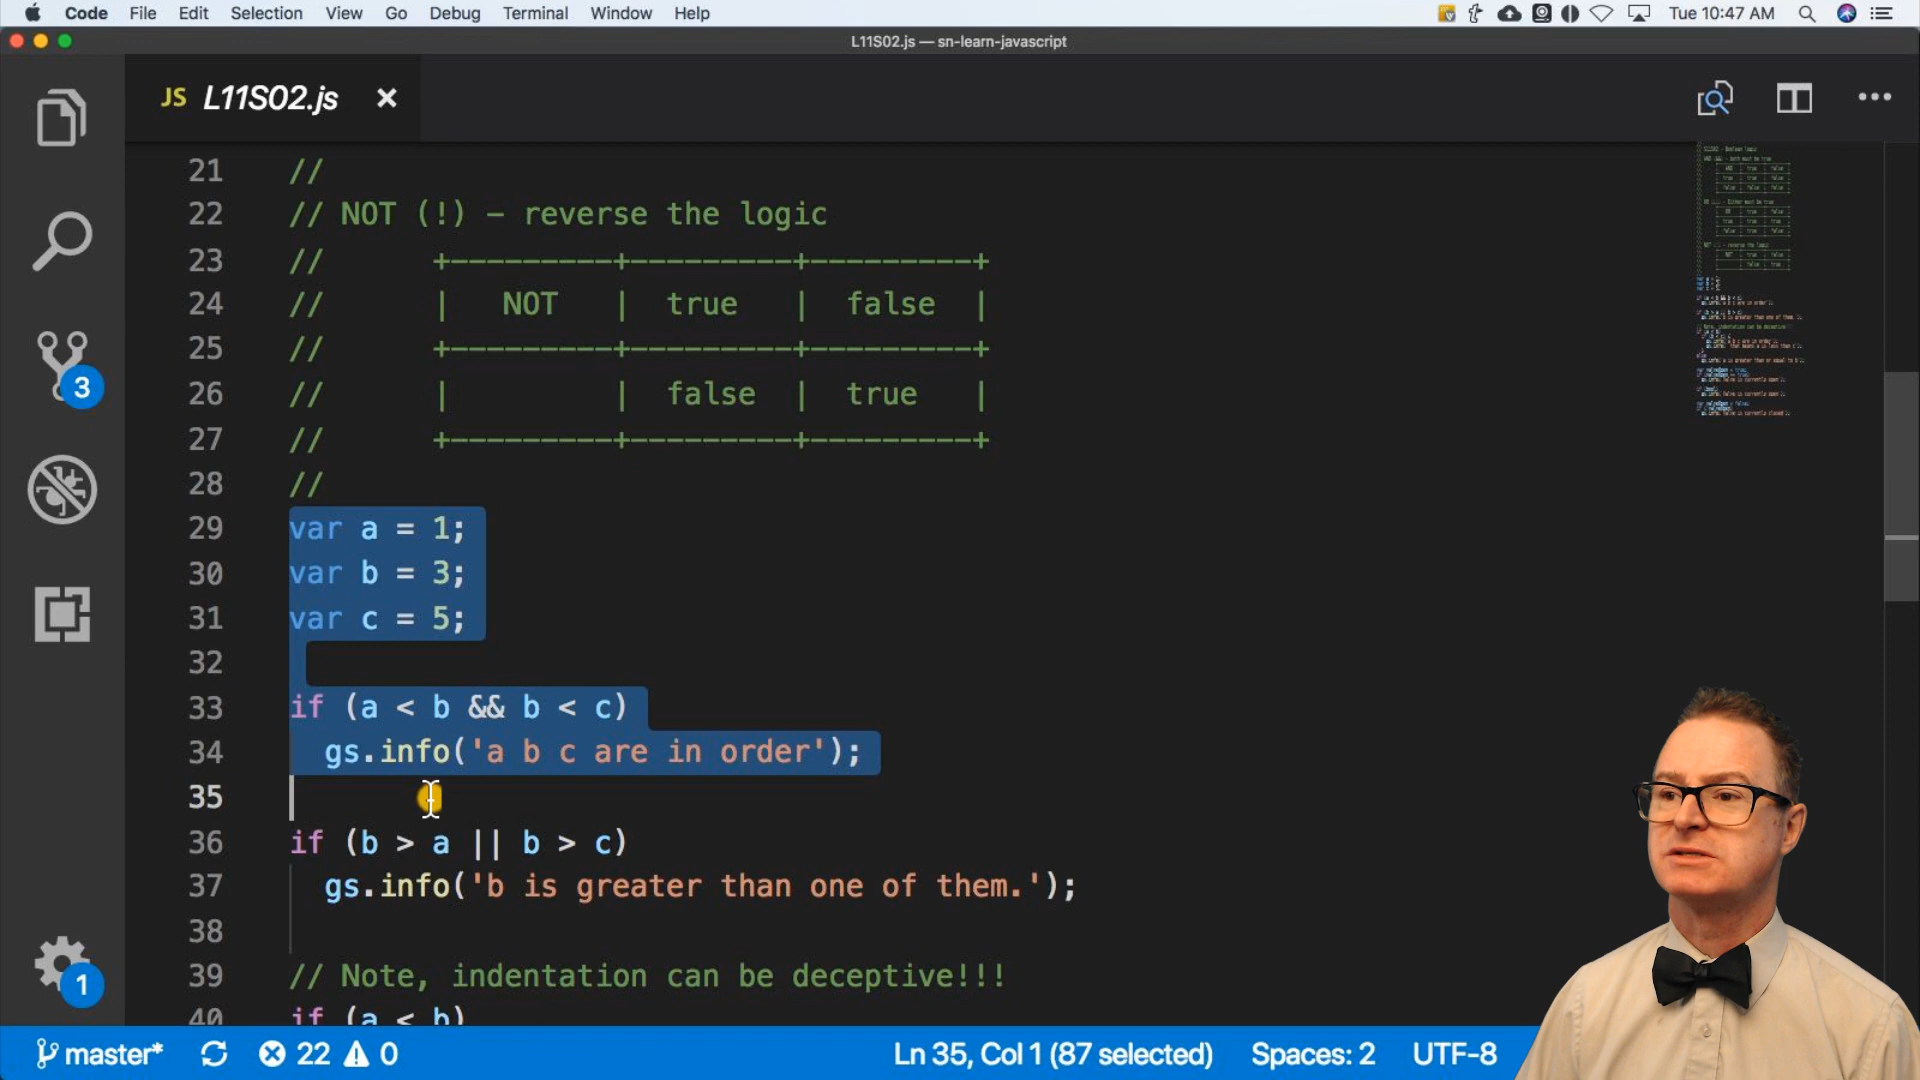 Code File Edit Selection View Go Debug Terminal Window Help Tue 10:47 AM
L11S02.js — sn-learn-javascript
JS L11S02.js
21 //
22 // NOT (!) – reverse the logic
23 // +---------+---------+---------+
24 // | NOT | true | false |
25 // +---------+---------+---------+
26 // | | false | true |
27 // +---------+---------+---------+
28 //
29 var a = 1;
30 var b = 3;
31 var c = 5;
32
33 if (a < b && b < c)
34 gs.info('a b c are in order');
35
36 if (b > a || b > c)
37 gs.info('b is greater than one of them.');
38
39 // Note, indentation can be deceptive!!!
40 if (a < b)
3
1
master* 22 0 Ln 35, Col 1 (87 selected) Spaces: 2 UTF-8